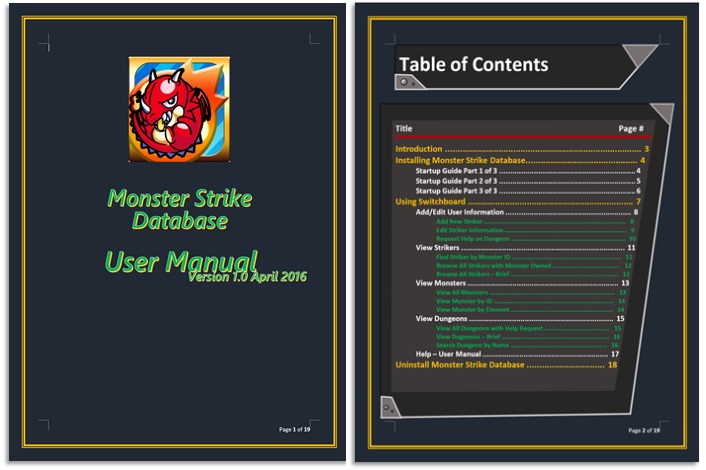 Monster Strike
Database
User Manual
Version 1.0 April 2016
Page 1 of 19
Table of Contents
Title Page #
Introduction ........ 3
Installing Monster Strike Database ........ 4
Startup Guide Part 1 of 3 ........ 4
Startup Guide Part 2 of 3 ........ 5
Startup Guide Part 3 of 3 ........ 6
Using Switchboard ........ 7
Add/Edit User Information ........ 8
Add New Striker ........ 8
Edit Striker Information ........ 9
Request Help on Dungeon ........ 10
View Strikers ........ 11
Find Striker by Monster ID ........ 11
Browse All Strikers with Monster Owned ........ 12
Browse All Strikers – Brief ........ 12
View Monsters ........ 13
View All Monsters ........ 13
View Monster by ID ........ 14
View Monster by Element ........ 14
View Dungeons ........ 15
View All Dungeons with Help Request ........ 15
View Dugneons – Brief ........ 16
Search Dungeon by Name ........ 16
Help – User Manual ........ 17
Uninstall Monster Strike Database ........ 18
Page 2 of 19